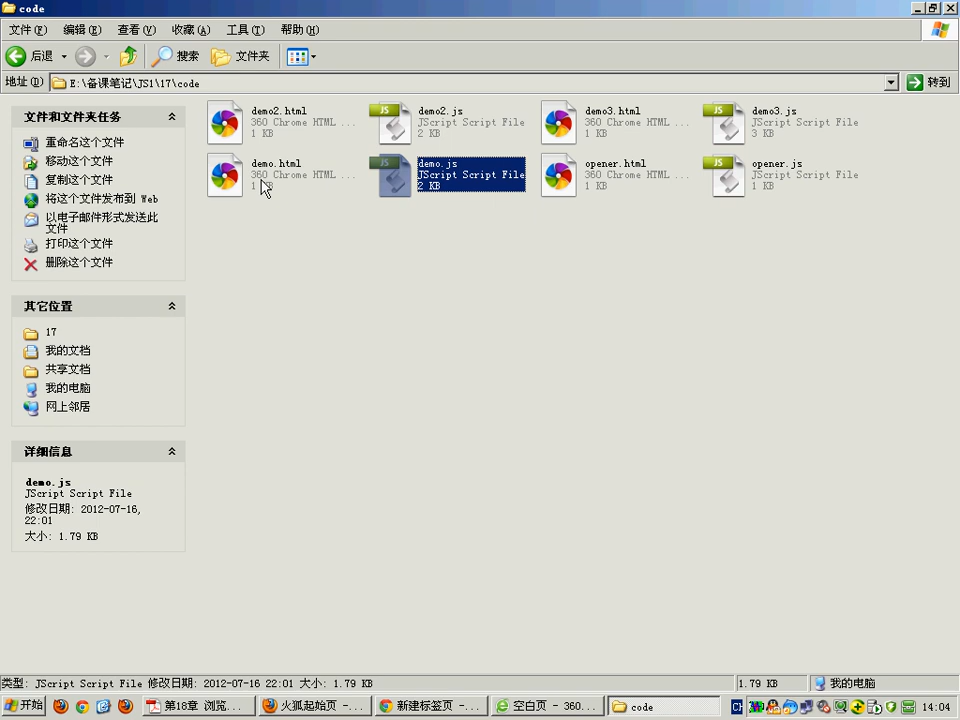 code
文件(F) 编辑(E) 查看(V) 收藏(A) 工具(T) 帮助(H)
后退 搜索 文件夹
地址(D) E:\备课笔记\JS1\17\code 转到
文件和文件夹任务
重命名这个文件
移动这个文件
复制这个文件
将这个文件发布到 Web
以电子邮件形式发送此
文件
打印这个文件
删除这个文件
其它位置
17
我的文档
共享文档
我的电脑
网上邻居
详细信息
demo.js
JScript Script File
修改日期: 2012-07-16,
22:01
大小: 1.79 KB
demo2.html
360 Chrome HTML ...
1 KB
JS
demo2.js
JScript Script File
2 KB
demo3.html
360 Chrome HTML ...
1 KB
JS
demo3.js
JScript Script File
3 KB
demo.html
360 Chrome HTML ...
1 KB
JS
demo.js
JScript Script File
2 KB
opener.html
360 Chrome HTML ...
1 KB
JS
opener.js
JScript Script File
1 KB
类型: JScript Script File 修改日期: 2012-07-16 22:01 大小: 1.79 KB 1.79 KB 我的电脑
开始 第18章 浏览... 火狐起始页 -... 新建标签页 -... 空白页 - 360... code CH 14:04